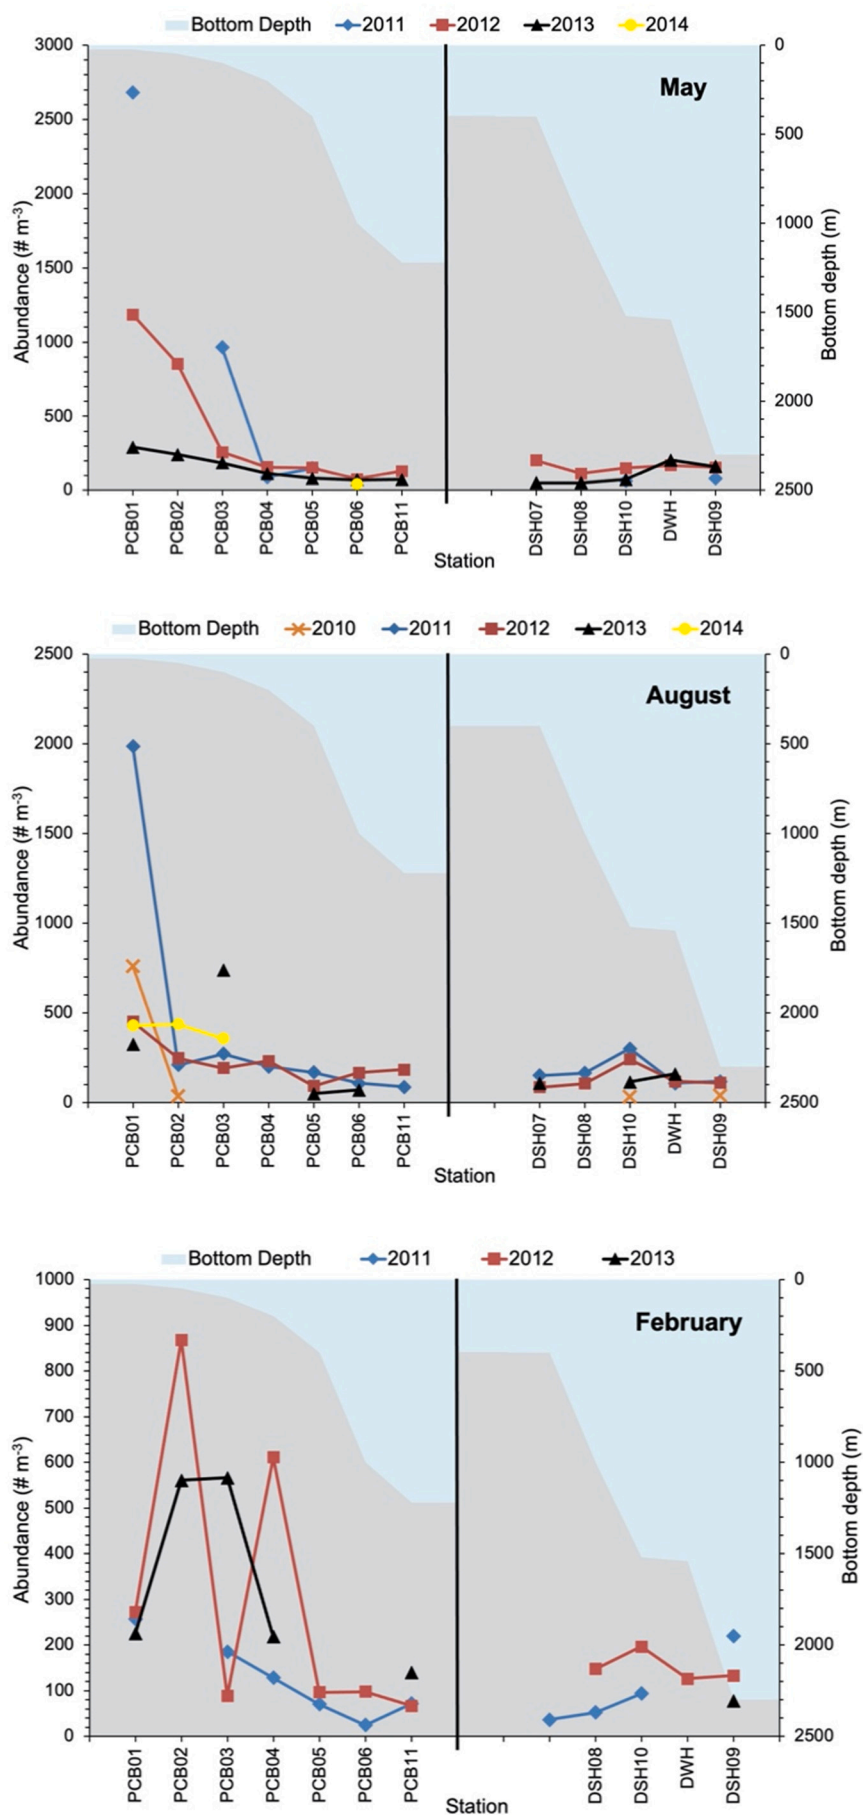 Bottom Depth 2011 2012 2013 2014
May
3000
2500
2000
1500
1000
500
0
Abundance (# m-3)
0
500
1000
1500
2000
2500
Bottom depth (m)
PCB01 PCB02 PCB03 PCB04 PCB05 PCB06 PCB11 DSH07 DSH08 DSH10 DWH DSH09
Station
Bottom Depth 2010 2011 2012 2013 2014
August
2500
2000
1500
1000
500
0
Abundance (# m-3)
0
500
1000
1500
2000
2500
Bottom depth (m)
PCB01 PCB02 PCB03 PCB04 PCB05 PCB06 PCB11 DSH07 DSH08 DSH10 DWH DSH09
Station
Bottom Depth 2011 2012 2013
February
1000
900
800
700
600
500
400
300
200
100
0
Abundance (# m-3)
0
500
1000
1500
2000
2500
Bottom depth (m)
PCB01 PCB02 PCB03 PCB04 PCB05 PCB06 PCB11 DSH08 DSH10 DWH DSH09
Station